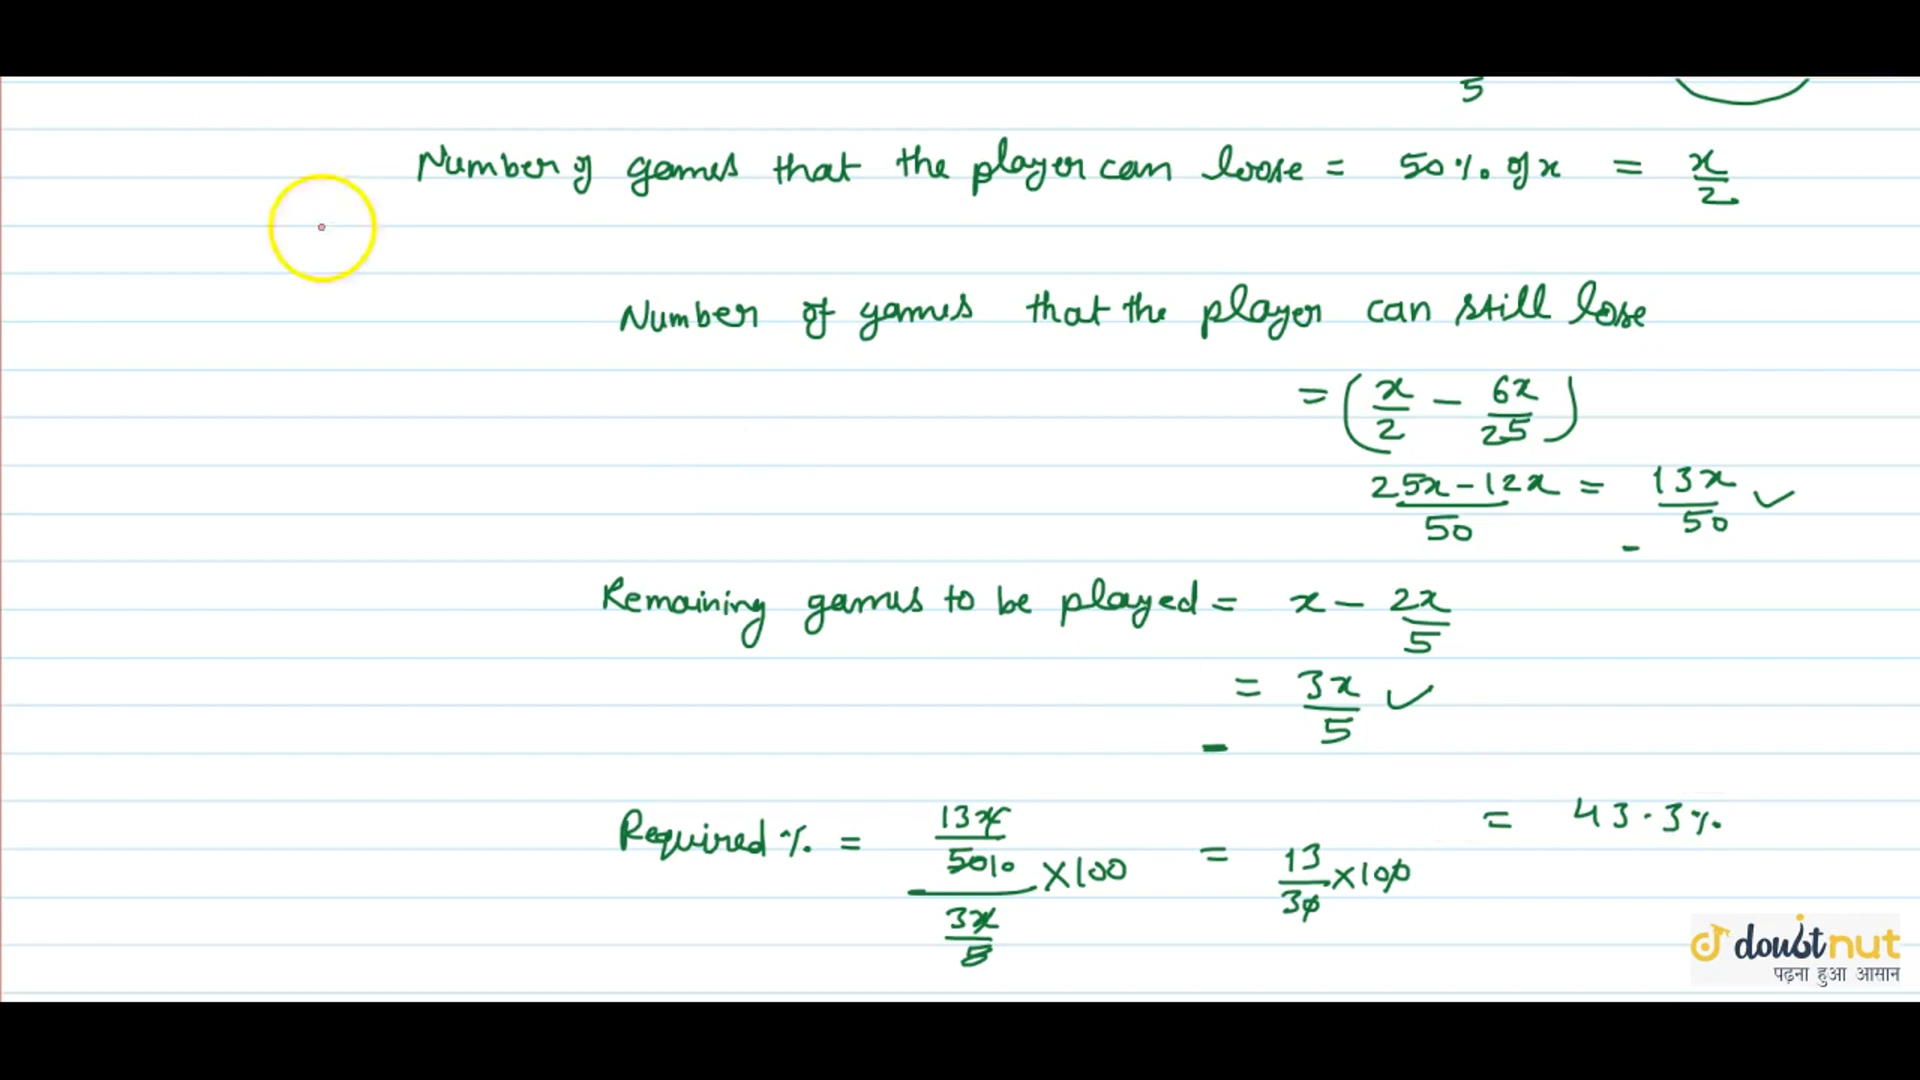 5
Number of games that the player can loose = 50% of x = x/2
Number of games that the player can still lose
= (x/2 - 6x/25)
25x-12x/50 = 13x/50 ✓
Remaining games to be played = x - 2x/5
= 3x/5 ✓
Required % = 13x/50 10 / 3x/5 ×100 = 13/30 ×100 = 43.3%
doubtnut
पढ़ना हुआ आसान